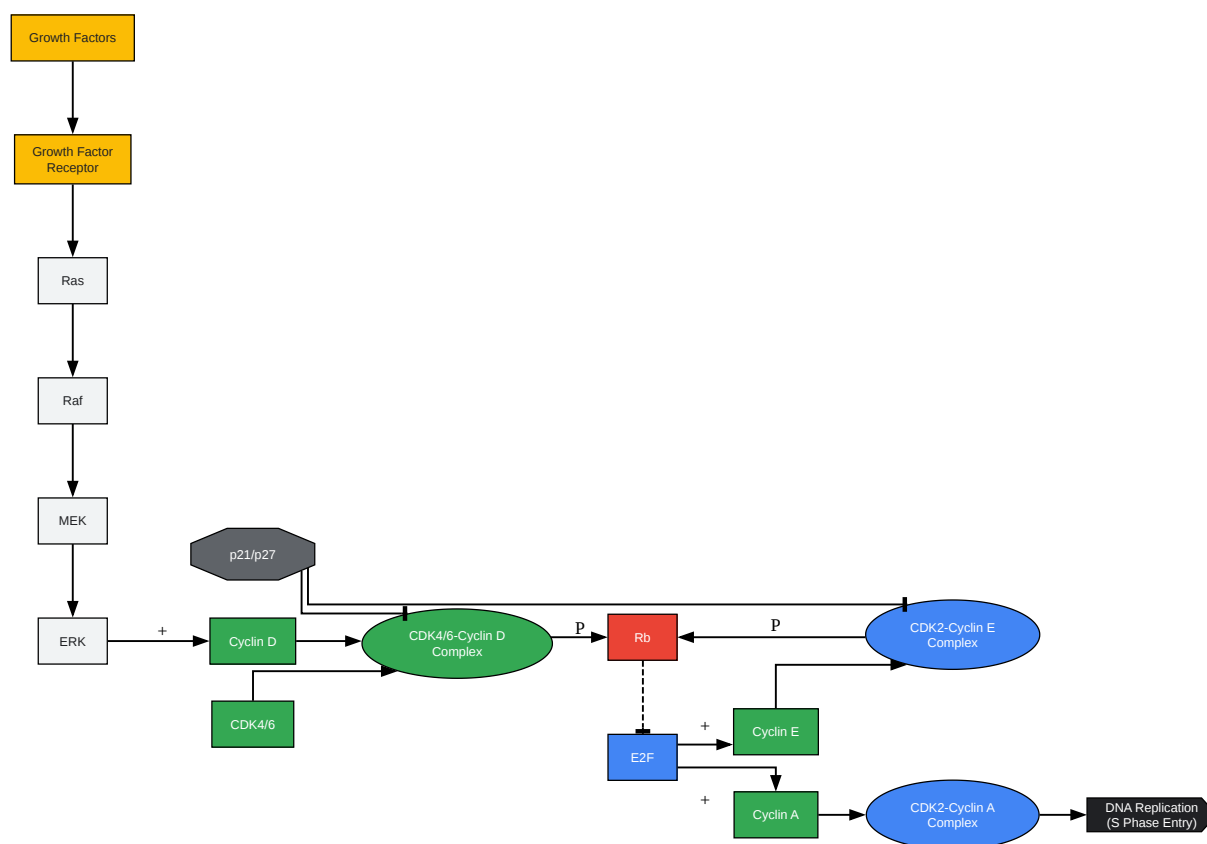 Growth Factors
Growth Factor
Receptor
Ras
Raf
MEK
p21/p27
ERK
+
Cyclin D
CDK4/6-Cyclin D
Complex
P
Rb
P
CDK2-Cyclin E
Complex
CDK4/6
E2F
+
Cyclin E
+
Cyclin A
CDK2-Cyclin A
Complex
DNA Replication
(S Phase Entry)